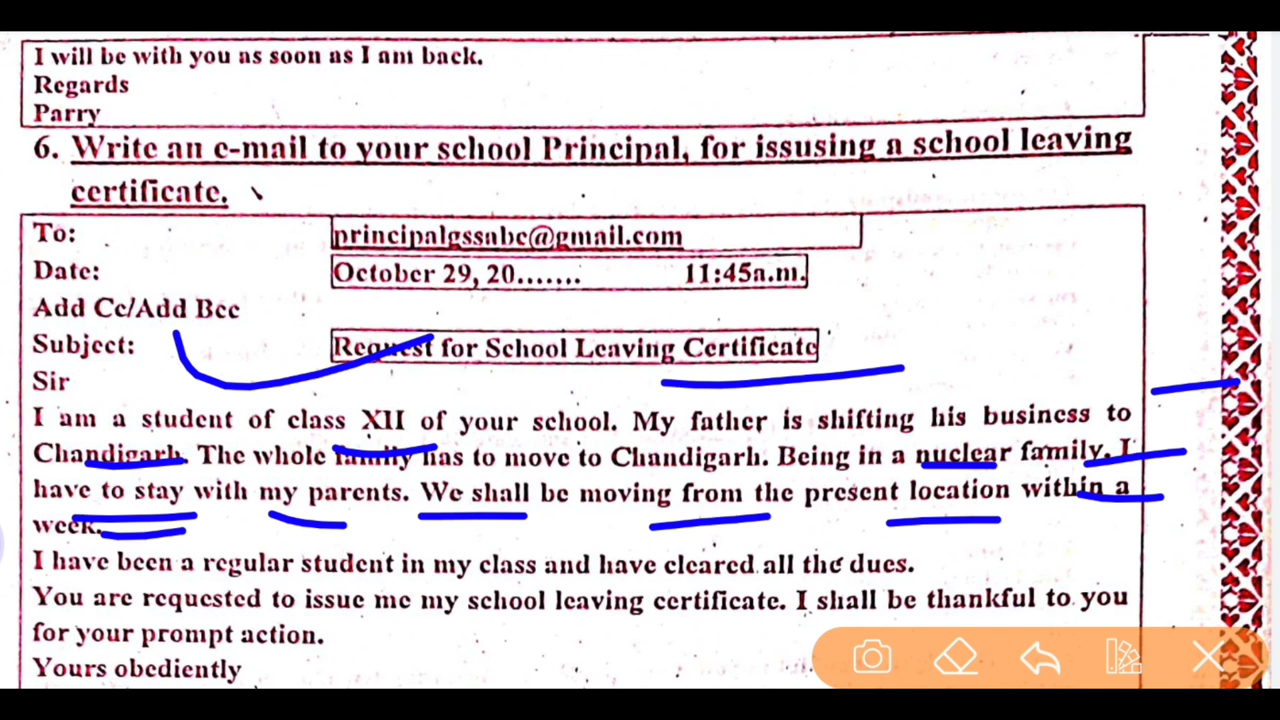 I will be with you as soon as I am back.
Regards
Parry
6. Write an e-mail to your school Principal, for issusing a school leaving
certificate.
To: principalgssabc@gmail.com
Date: October 29, 20....... 11:45a.m.
Add Cc/Add Bcc
Subject: Request for School Leaving Certificate
Sir
I am a student of class XII of your school. My father is shifting his business to
Chandigarh. The whole family has to move to Chandigarh. Being in a nuclear family, I
have to stay with my parents. We shall be moving from the present location within a
week.
I have been a regular student in my class and have cleared all the dues.
You are requested to issue me my school leaving certificate. I shall be thankful to you
for your prompt action.
Yours obediently